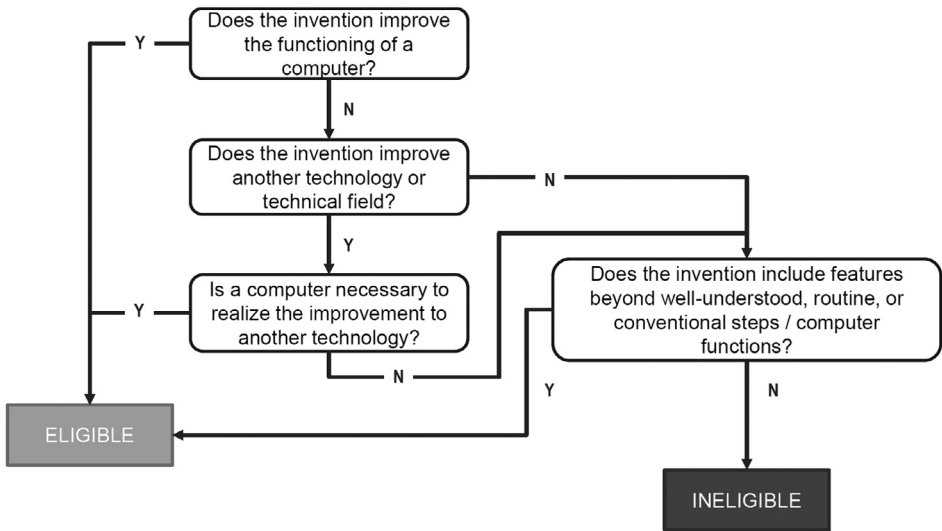 Does the invention improve
the functioning of a
computer?
Y
N
Does the invention improve
another technology or
technical field?
N
Y
Is a computer necessary to
realize the improvement to
another technology?
Y
N
Does the invention include features
beyond well-understood, routine, or
conventional steps / computer
functions?
Y
N
ELIGIBLE
INELIGIBLE